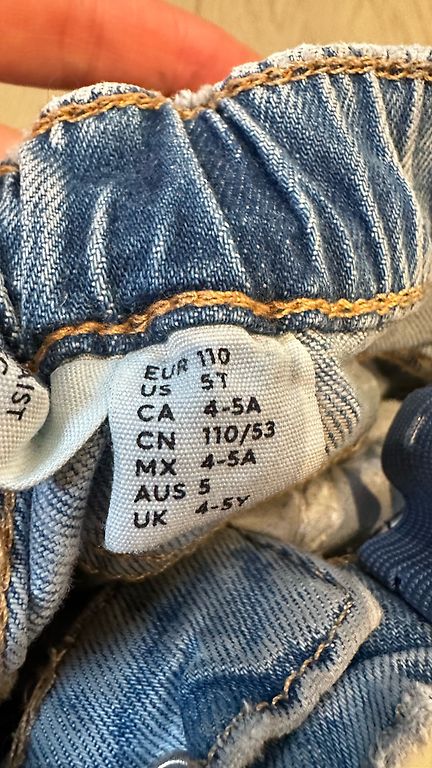 EUR 110
US 5T
CA 4-5A
CN 110/53
MX 4-5A
AUS 5
UK 4-5Y